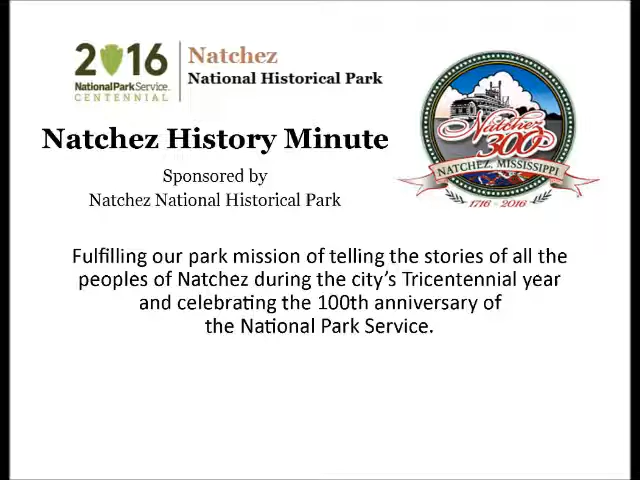 2016
National Park Service
CENTENNIAL
Natchez
National Historical Park
Natchez History Minute
Sponsored by
Natchez National Historical Park
Natchez
300
NATCHEZ, MISSISSIPPI
1716 - 2016
Fulfilling our park mission of telling the stories of all the
peoples of Natchez during the city's Tricentennial year
and celebrating the 100th anniversary of
the National Park Service.